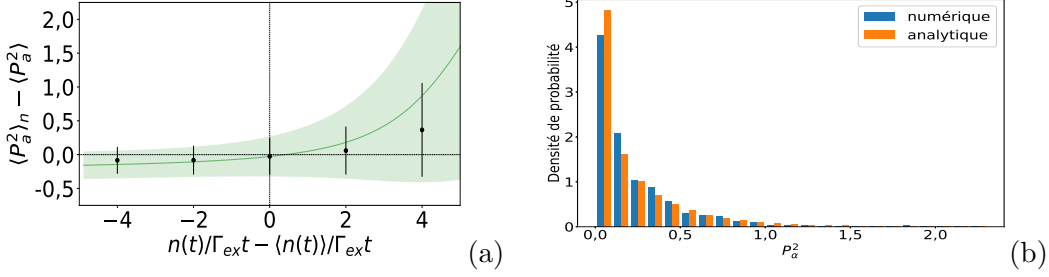 2,0
1,5
1,0
0,5
0,0
-0,5
⟨P_a^2⟩_n − ⟨P_a^2⟩
−4 −2 0 2 4
n(t)/Γ_ex t − ⟨n(t)⟩/Γ_ex t
(a)
5
4
3
2
1
0
Densité de probabilité
numérique
analytique
0,0 0,5 1,0 1,5 2,0
P_α^2
(b)